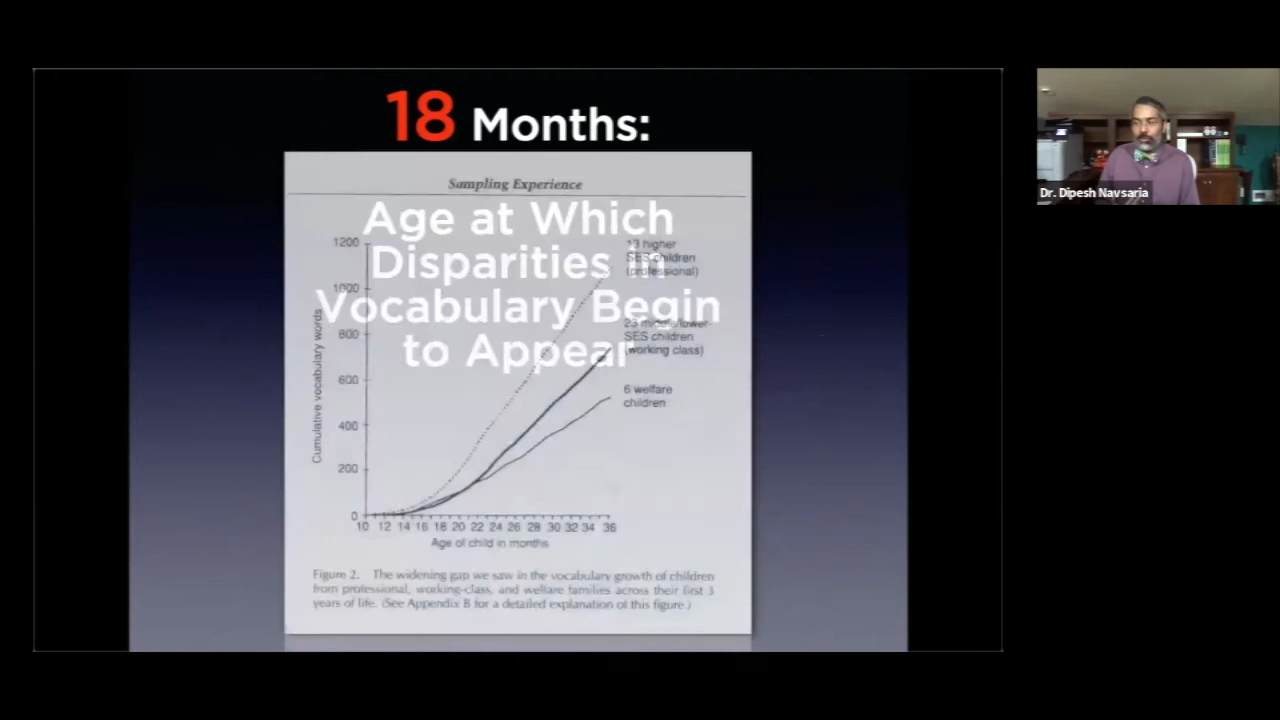 18 Months:
Sampling Experience
Age at Which
Disparities in
Vocabulary Begin
to Appear
1200
1000
800
600
400
200
0
Cumulative vocabulary words
13 higher
SES children
(professional)
23 middle/lower-
SES children
(working class)
6 welfare
children
10 12 14 16 18 20 22 24 26 28 30 32 34 36
Age of child in months
Figure 2. The widening gap we saw in the vocabulary growth of children
from professional, working-class, and welfare families across their first 3
years of life. (See Appendix B for a detailed explanation of this figure.)
Dr. Dipesh Navsaria